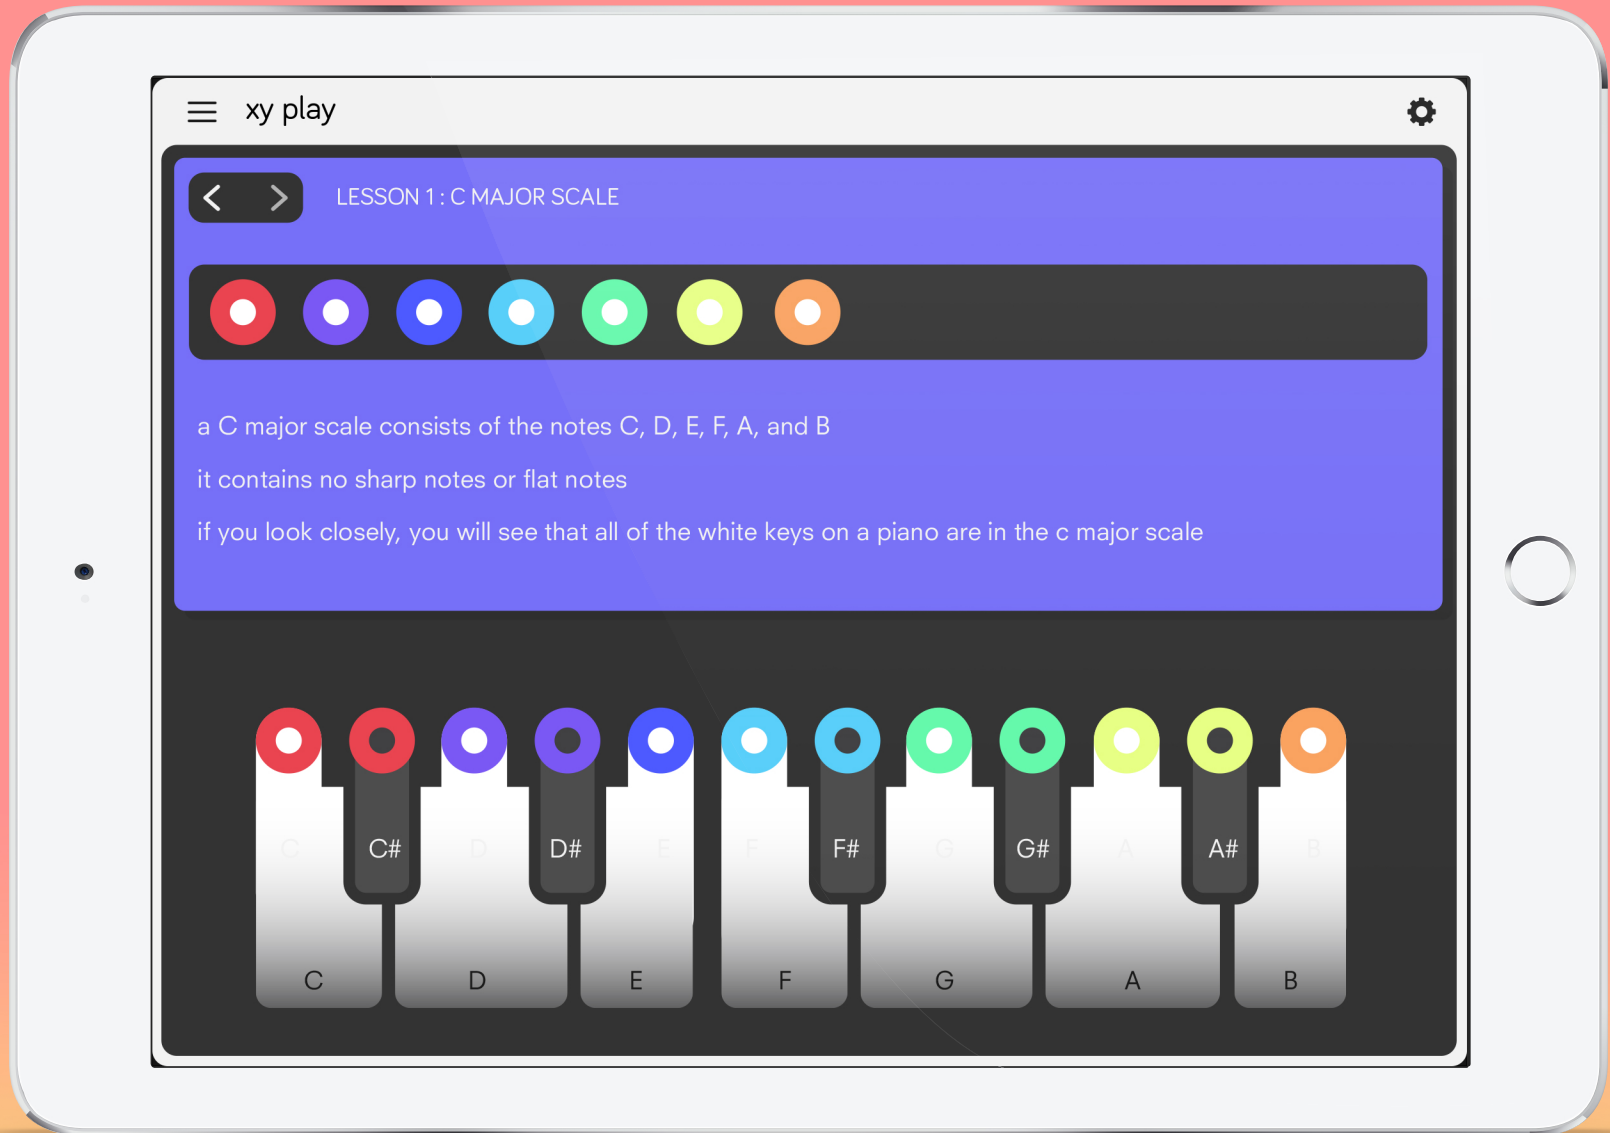 xy play
LESSON 1 : C MAJOR SCALE
a C major scale consists of the notes C, D, E, F, A, and B
it contains no sharp notes or flat notes
if you look closely, you will see that all of the white keys on a piano are in the c major scale
C C# D D# E F F# G G# A A# B
C D E F G A B